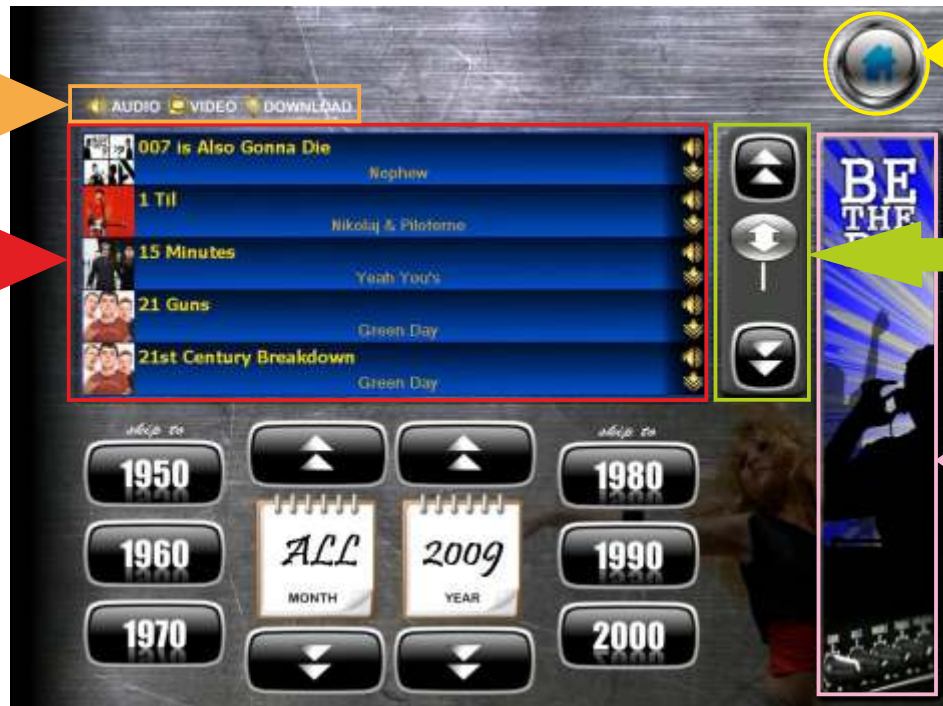 AUDIO VIDEO DOWNLOAD
007 is Also Gonna Die
Nephew
1 Til
Nikolaj & Piloterne
15 Minutes
Yeah You's
21 Guns
Green Day
21st Century Breakdown
Green Day
BE
THE
skip to
skip to
1950
1980
ALL
2009
1960
1990
MONTH
YEAR
1970
2000